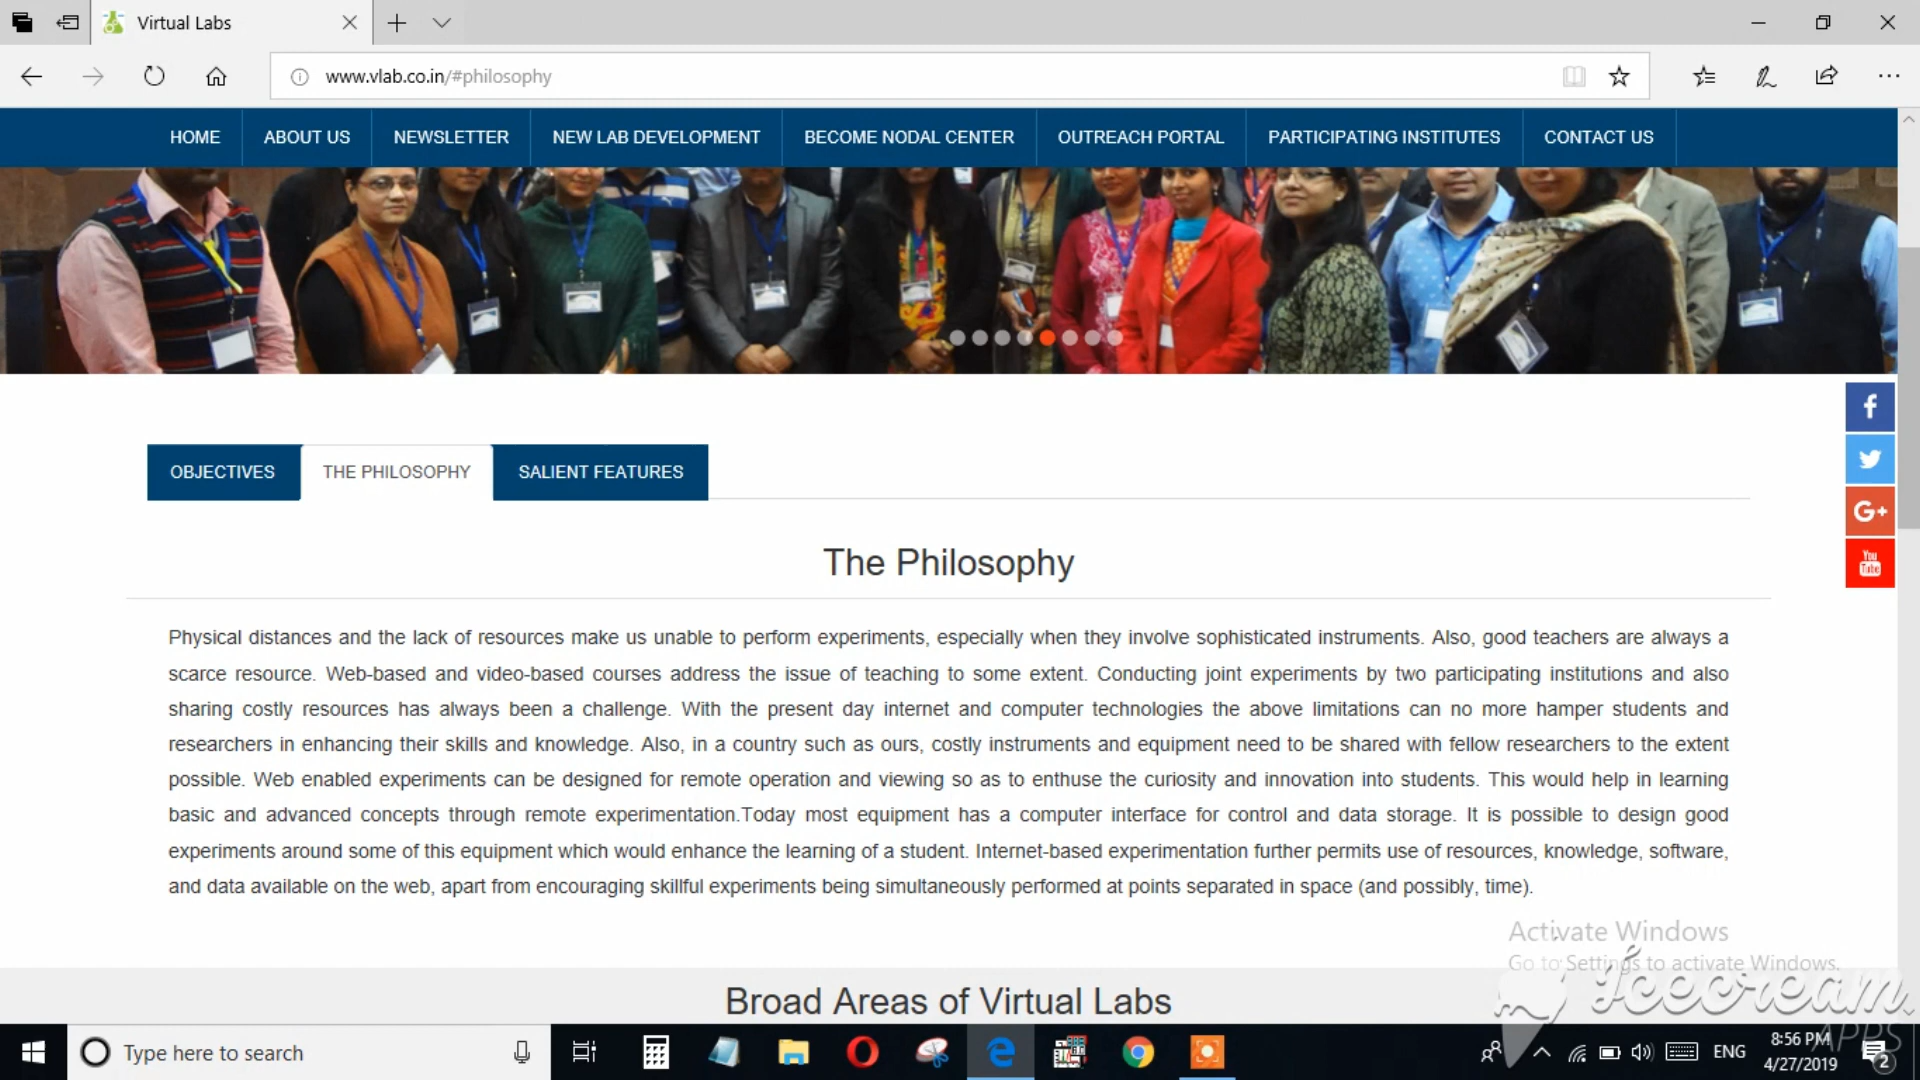 Virtual Labs
www.vlab.co.in/#philosophy
HOME ABOUT US NEWSLETTER NEW LAB DEVELOPMENT BECOME NODAL CENTER OUTREACH PORTAL PARTICIPATING INSTITUTES CONTACT US
OBJECTIVES THE PHILOSOPHY SALIENT FEATURES
f
G+
You
Tube
The Philosophy
Physical distances and the lack of resources make us unable to perform experiments, especially when they involve sophisticated instruments. Also, good teachers are always a
scarce resource. Web-based and video-based courses address the issue of teaching to some extent. Conducting joint experiments by two participating institutions and also
sharing costly resources has always been a challenge. With the present day internet and computer technologies the above limitations can no more hamper students and
researchers in enhancing their skills and knowledge. Also, in a country such as ours, costly instruments and equipment need to be shared with fellow researchers to the extent
possible. Web enabled experiments can be designed for remote operation and viewing so as to enthuse the curiosity and innovation into students. This would help in learning
basic and advanced concepts through remote experimentation.Today most equipment has a computer interface for control and data storage. It is possible to design good
experiments around some of this equipment which would enhance the learning of a student. Internet-based experimentation further permits use of resources, knowledge, software,
and data available on the web, apart from encouraging skillful experiments being simultaneously performed at points separated in space (and possibly, time).
Activate Windows
Go to Settings to activate Windows.
Icecream
APPS
Broad Areas of Virtual Labs
Type here to search
ENG
8:56 PM
4/27/2019
2